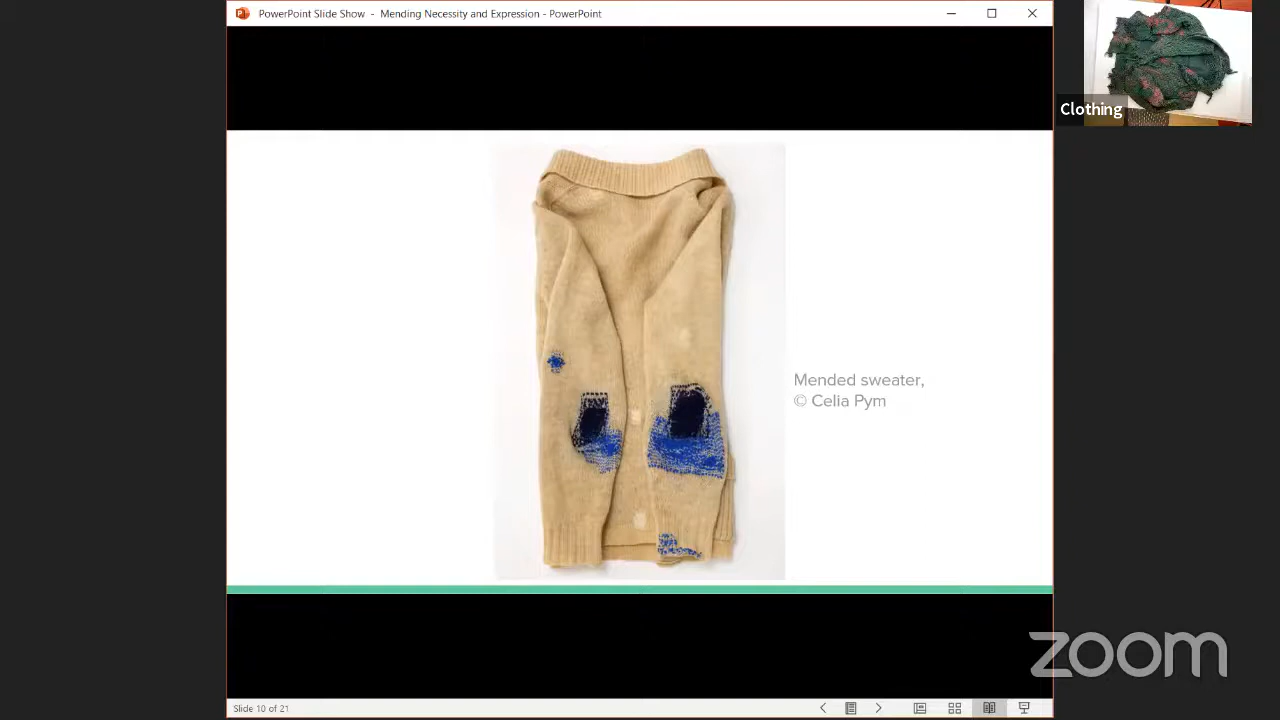 PowerPoint Slide Show - Mending Necessity and Expression - PowerPoint
Clothing
Mended sweater,
© Celia Pym
zoom
Slide 10 of 21